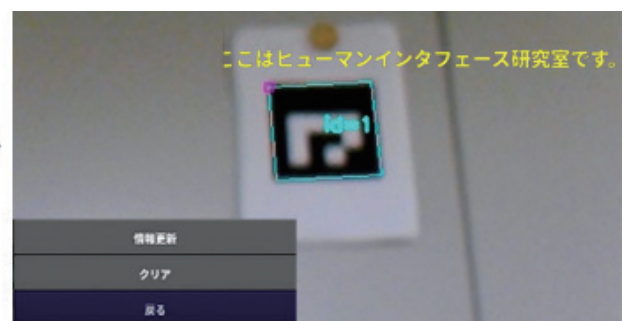 ここはヒューマンインタフェース研究室です。
id=1
情報更新
クリア
戻る